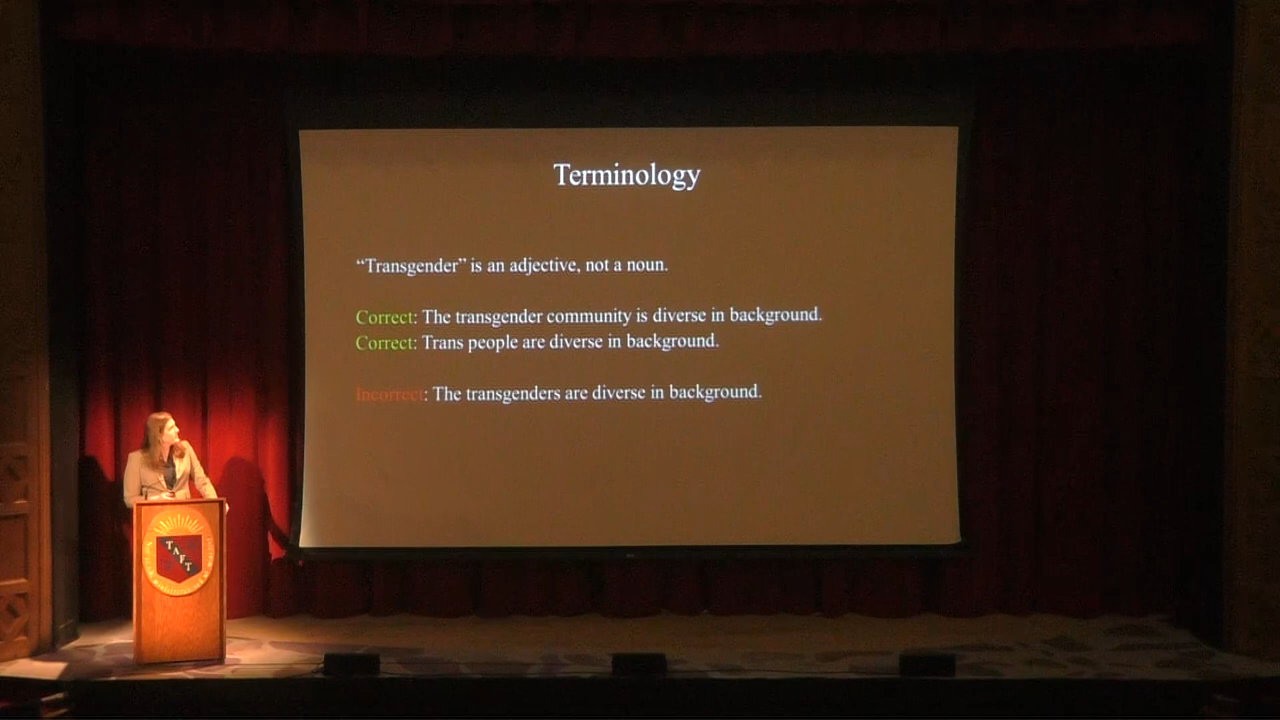 Terminology
“Transgender” is an adjective, not a noun.
Correct: The transgender community is diverse in background.
Correct: Trans people are diverse in background.
Incorrect: The transgenders are diverse in background.
TAFT